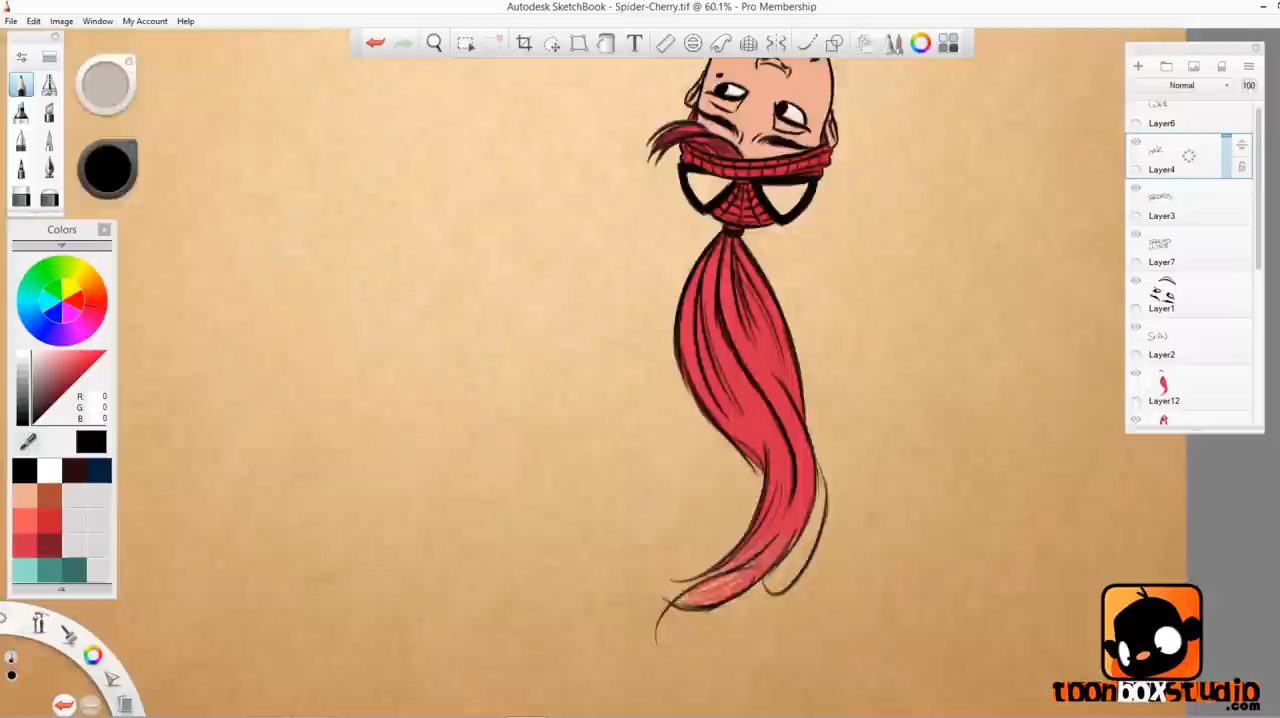 Autodesk SketchBook - Spider-Cherry.tif @ 60.1% - Pro Membership
File Edit Image Window My Account Help
T
Normal 100
Layer6
Layer4
Layer3
Layer7
Layer1
Layer2
Layer12
Colors
R: 0
G: 0
B: 0
toonboxstudio
.com